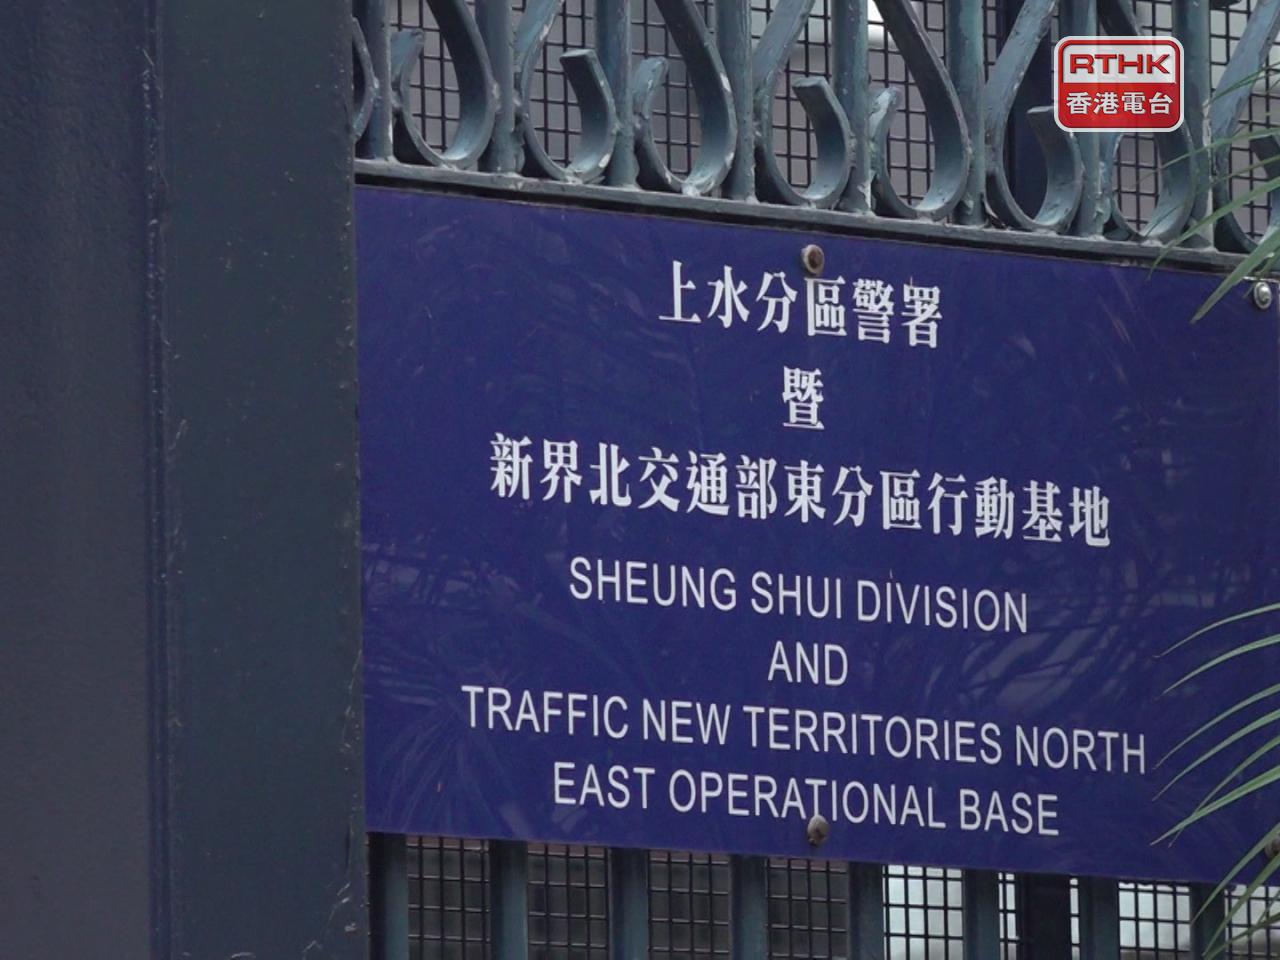 RTHK
香港電台
上水分區警署
暨
新界北交通部東分區行動基地
SHEUNG SHUI DIVISION
AND
TRAFFIC NEW TERRITORIES NORTH
EAST OPERATIONAL BASE